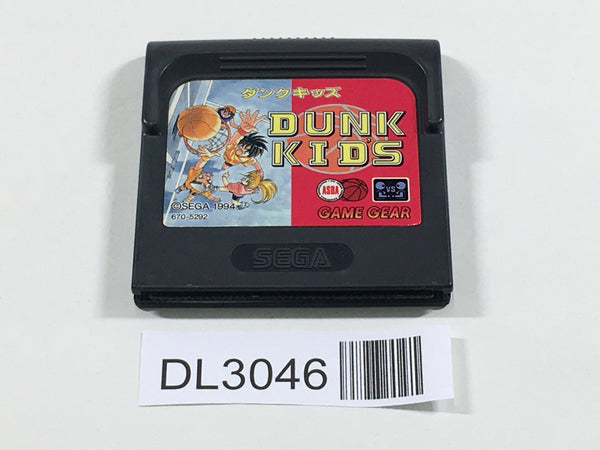 ダンクキッズ
DUNK
KIDS
ASBA
VS
©SEGA 1994
670-5292
GAME GEAR
SEGA
DL3046